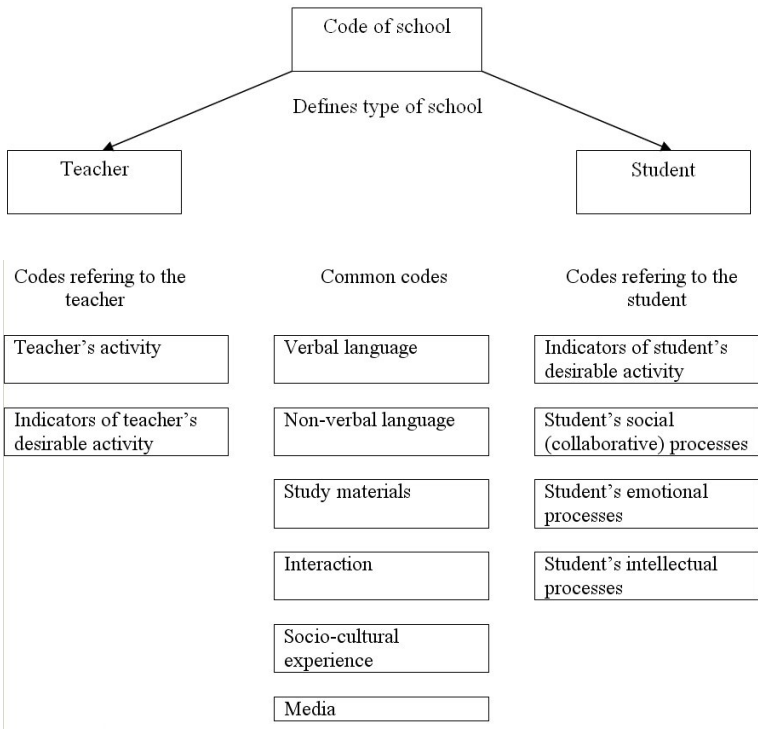 Code of school
Defines type of school
Teacher
Student
Codes refering to the
teacher
Teacher’s activity
Indicators of teacher’s
desirable activity
Common codes
Verbal language
Non-verbal language
Study materials
Interaction
Socio-cultural
experience
Media
Codes refering to the
student
Indicators of student’s
desirable activity
Student’s social
(collaborative) processes
Student’s emotional
processes
Student’s intellectual
processes